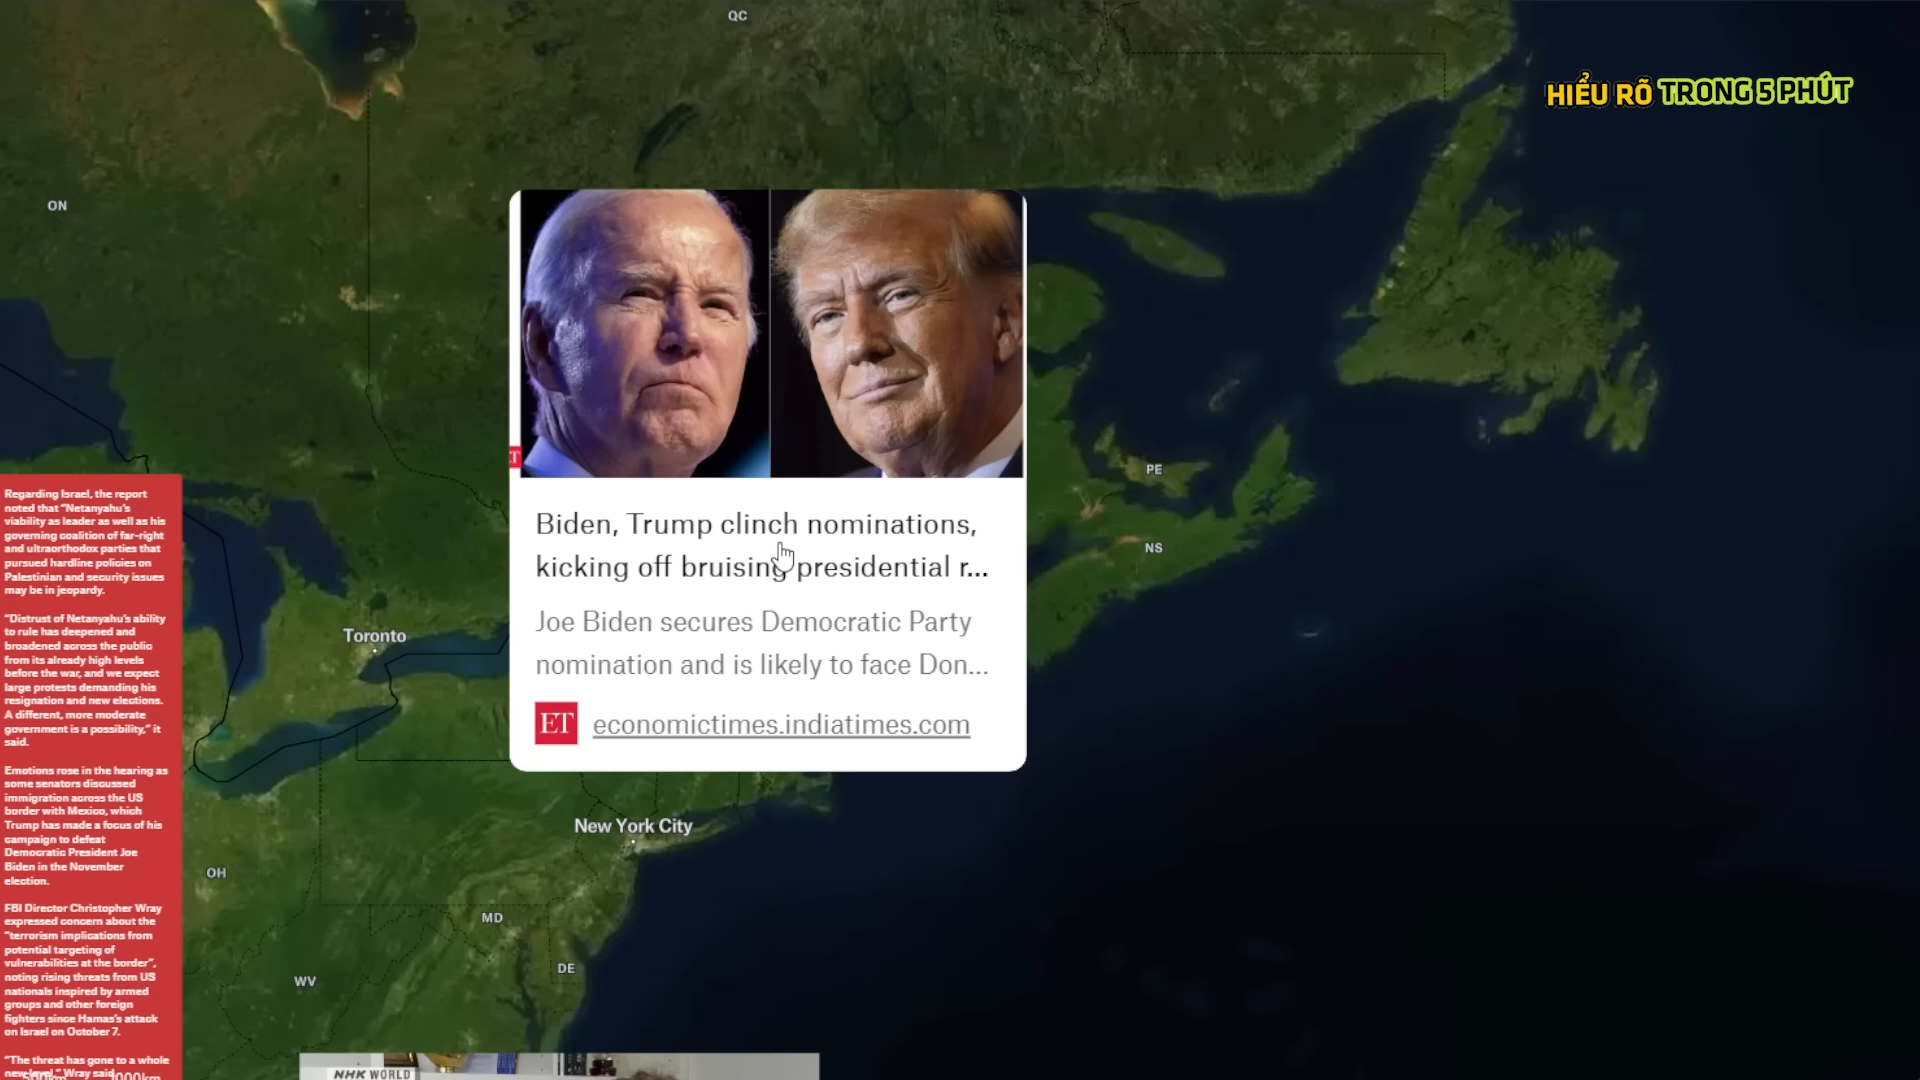 QC
HIỂU RÕ TRONG 5 PHÚT
ON
ET
Biden, Trump clinch nominations,
kicking off bruising presidential r...
Joe Biden secures Democratic Party
nomination and is likely to face Don...
ET economictimes.indiatimes.com
PE
NS
Toronto
New York City
OH
MD
DE
WV
Regarding Israel, the report
noted that “Netanyahu’s
viability as leader as well as his
governing coalition of far-right
and ultraorthodox parties that
pursued hardline policies on
Palestinian and security issues
may be in jeopardy.
“Distrust of Netanyahu’s ability
to rule has deepened and
broadened across the public
from its already high levels
before the war, and we expect
large protests demanding his
resignation and new elections.
A different, more moderate
government is a possibility,” it
said.
Emotions rose in the hearing as
some senators discussed
immigration across the US
border with Mexico, which
Trump has made a focus of his
campaign to defeat
Democratic President Joe
Biden in the November
election.
FBI Director Christopher Wray
expressed concern about the
“terrorism implications from
potential targeting of
vulnerabilities at the border”,
noting rising threats from US
nationals inspired by armed
groups and other foreign
fighters since Hamas’s attack
on Israel on October 7.
“The threat has gone to a whole
new level,” Wray said
1000km
NHK WORLD